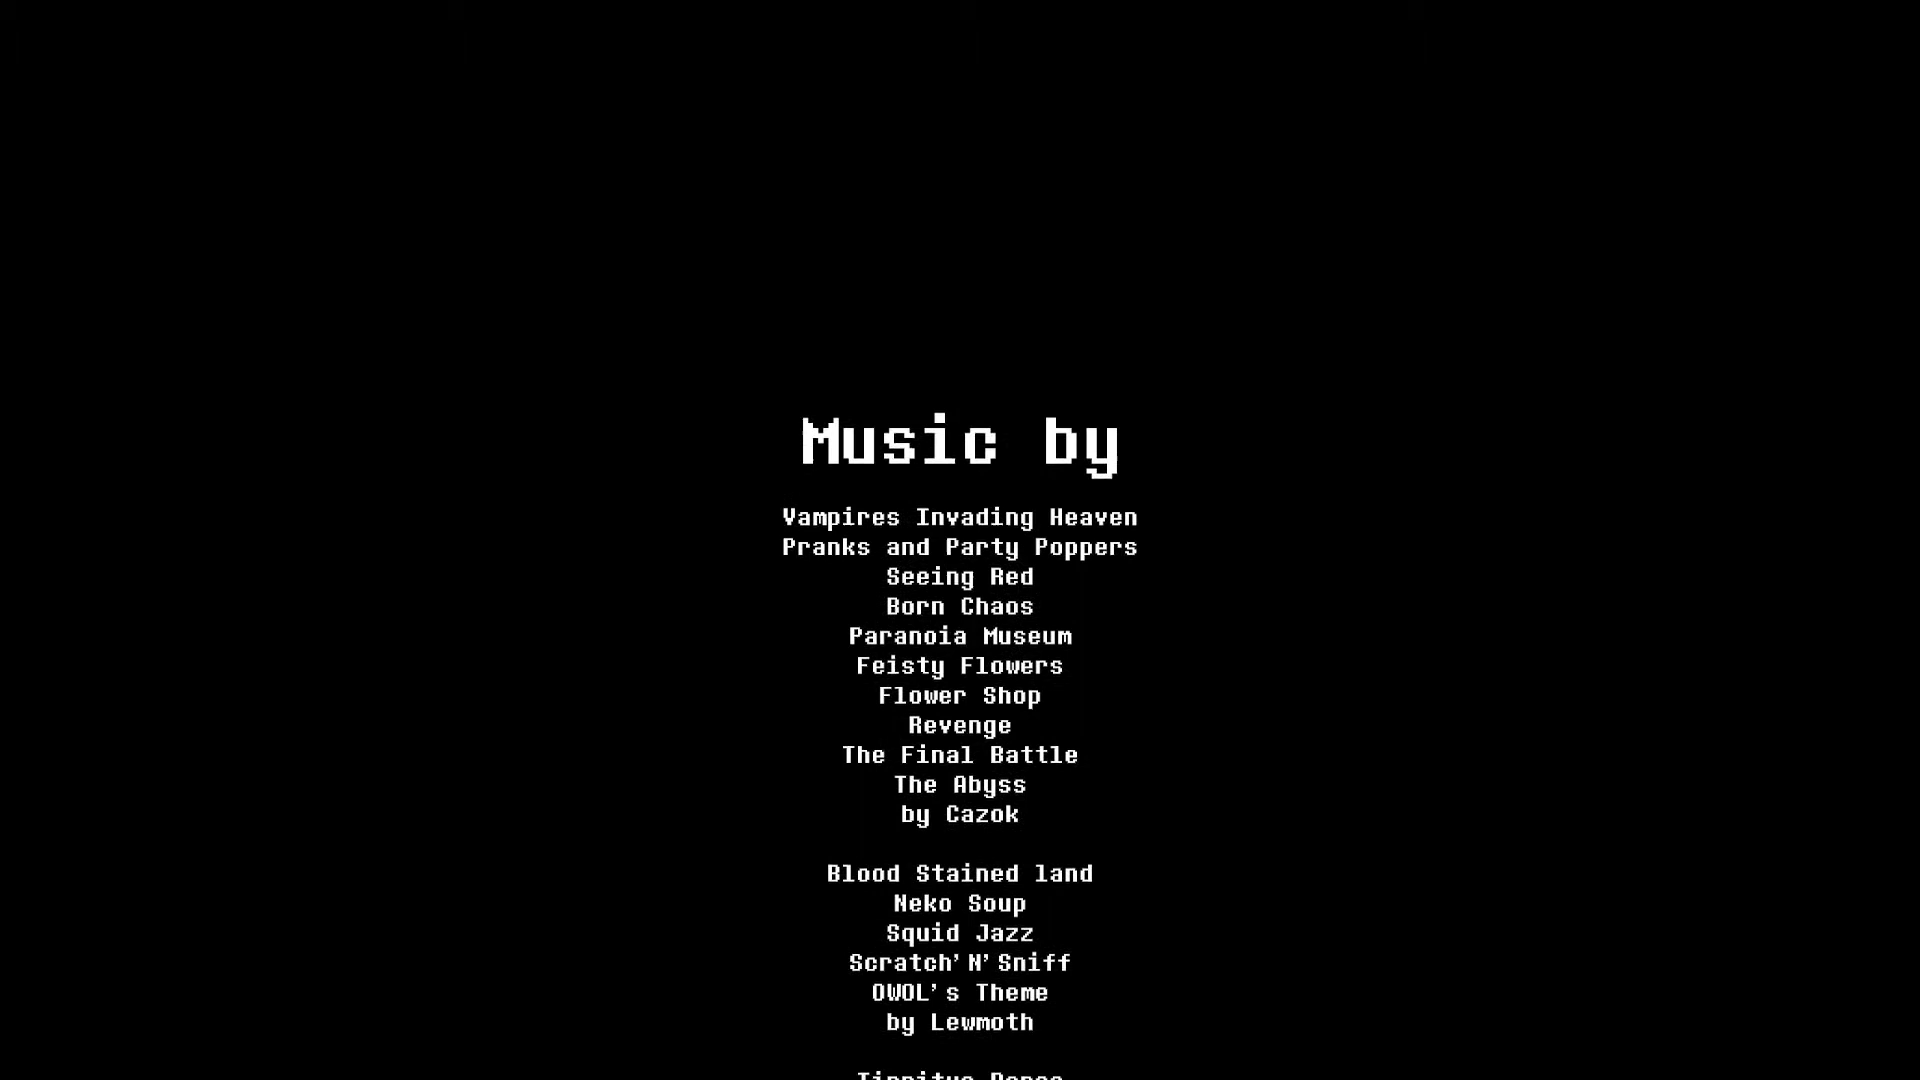 Music by
Vampires Invading Heaven
Pranks and Party Poppers
Seeing Red
Born Chaos
Paranoia Museum
Feisty Flowers
Flower Shop
Revenge
The Final Battle
The Abyss
by Cazok
Blood Stained land
Neko Soup
Squid Jazz
Scratch'N'Sniff
OWOL's Theme
by Lewmoth